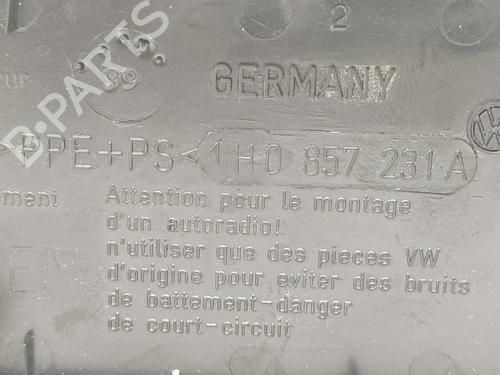 2
99
GERMANY
B-PARTS
>PPE+PS< 1H0 857 231 A
Attention pour le montage
d'un autoradio!
n'utiliser que des pieces VW
d'origine pour eviter des bruits
de battement-danger
de court-circuit